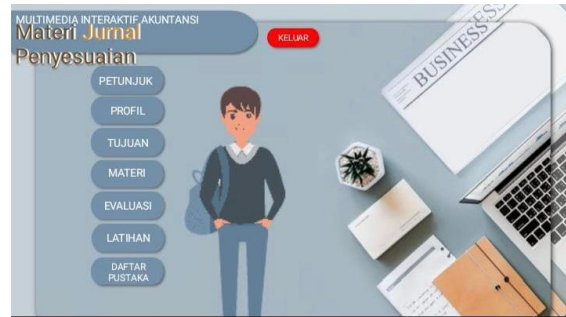 MULTIMEDIA INTERAKTIF AKUNTANSI
Materi Jurnal
Penyesuaian
KELUAR
PETUNJUK
PROFIL
TUJUAN
MATERI
EVALUASI
LATIHAN
DAFTAR
PUSTAKA
BUSINESS